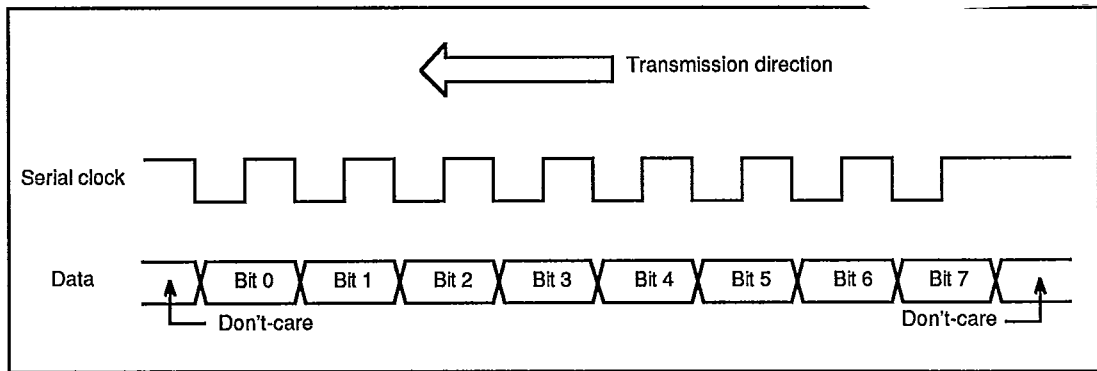 Transmission direction
Serial clock
Data
Bit 0
Bit 1
Bit 2
Bit 3
Bit 4
Bit 5
Bit 6
Bit 7
Don't-care
Don't-care